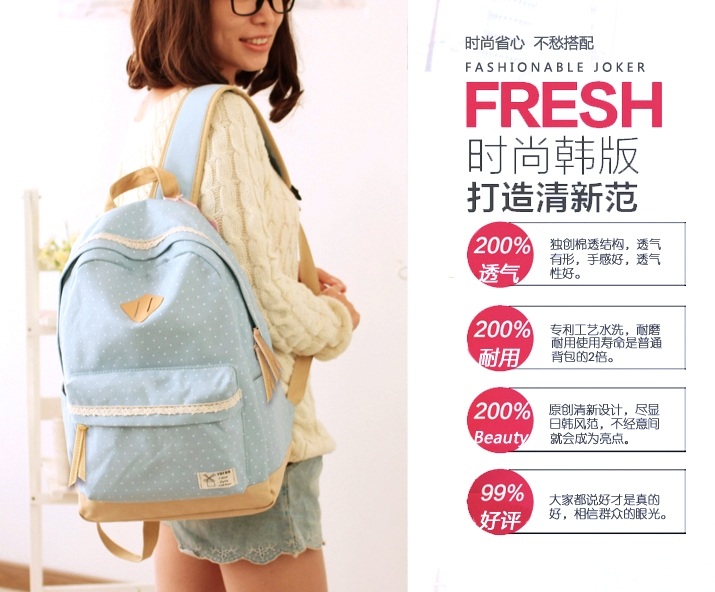 时尚省心 不愁搭配
FASHIONABLE JOKER
FRESH
时尚韩版
打造清新范
200%
透气
独创棉透结构，透气
有形，手感好，透气
性好。
200%
耐用
专利工艺水洗，耐磨
耐用使用寿命是普通
背包的2倍。
200%
Beauty
原创清新设计，尽显
日韩风范，不经意间
就会成为亮点。
99%
好评
大家都说好才是真的
好，相信群众的眼光。